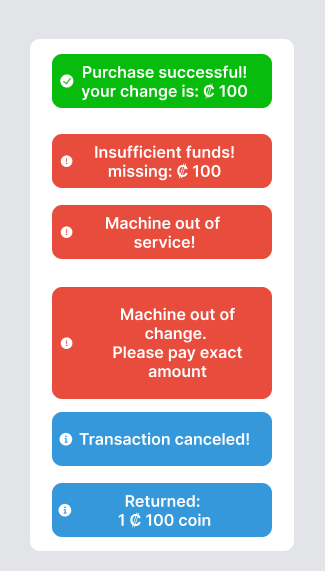 Purchase successful!
your change is: ₡ 100
Insufficient funds!
missing: ₡ 100
Machine out of
service!
Machine out of
change.
Please pay exact
amount
Transaction canceled!
Returned:
1 ₡ 100 coin